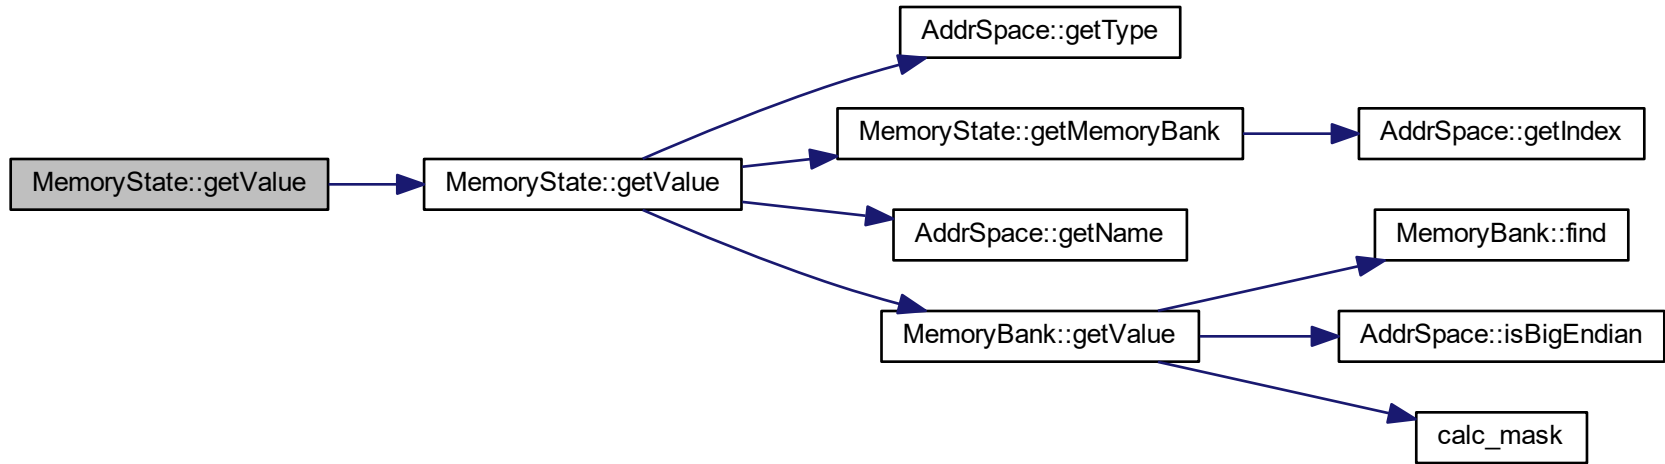 MemoryState::getValue
MemoryState::getValue
AddrSpace::getType
MemoryState::getMemoryBank
AddrSpace::getIndex
AddrSpace::getName
MemoryBank::getValue
MemoryBank::find
AddrSpace::isBigEndian
calc_mask